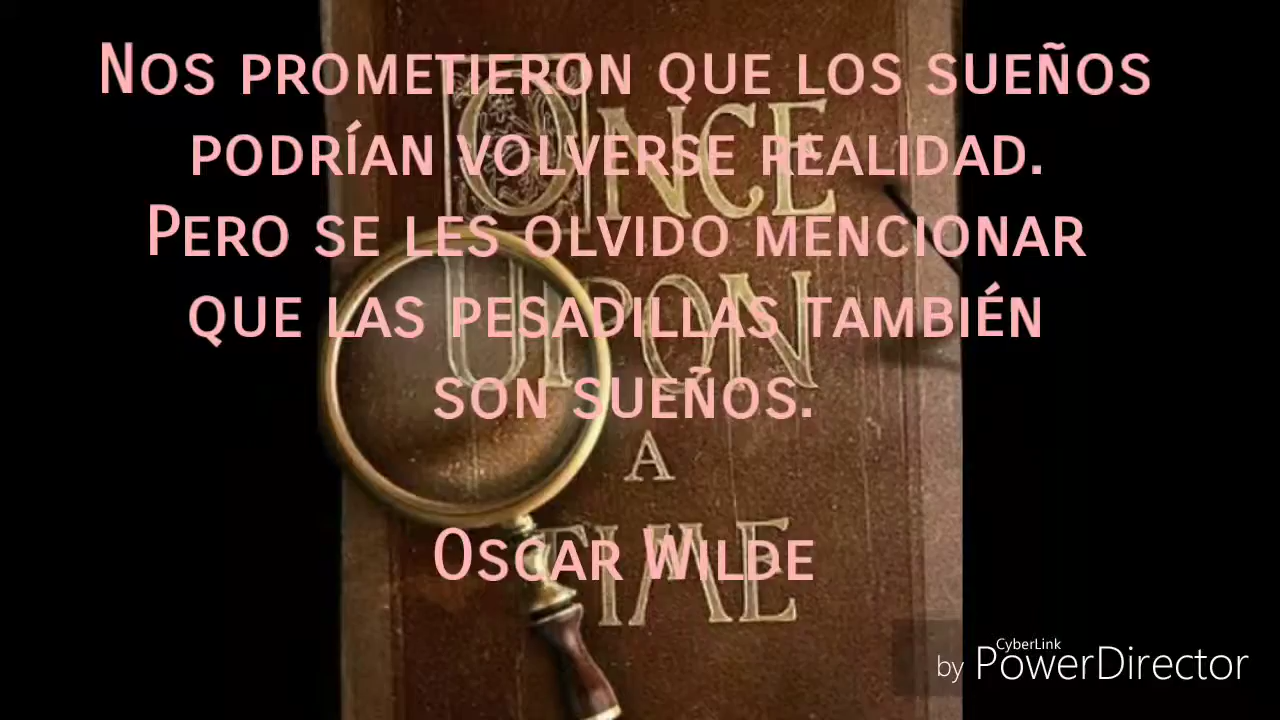 Nos prometieron que los sueños
podrían volverse realidad.
Pero se les olvido mencionar
que las pesadillas también
son sueños.
Oscar Wilde
ONCE
UPON
A
TIME
CyberLink
by PowerDirector